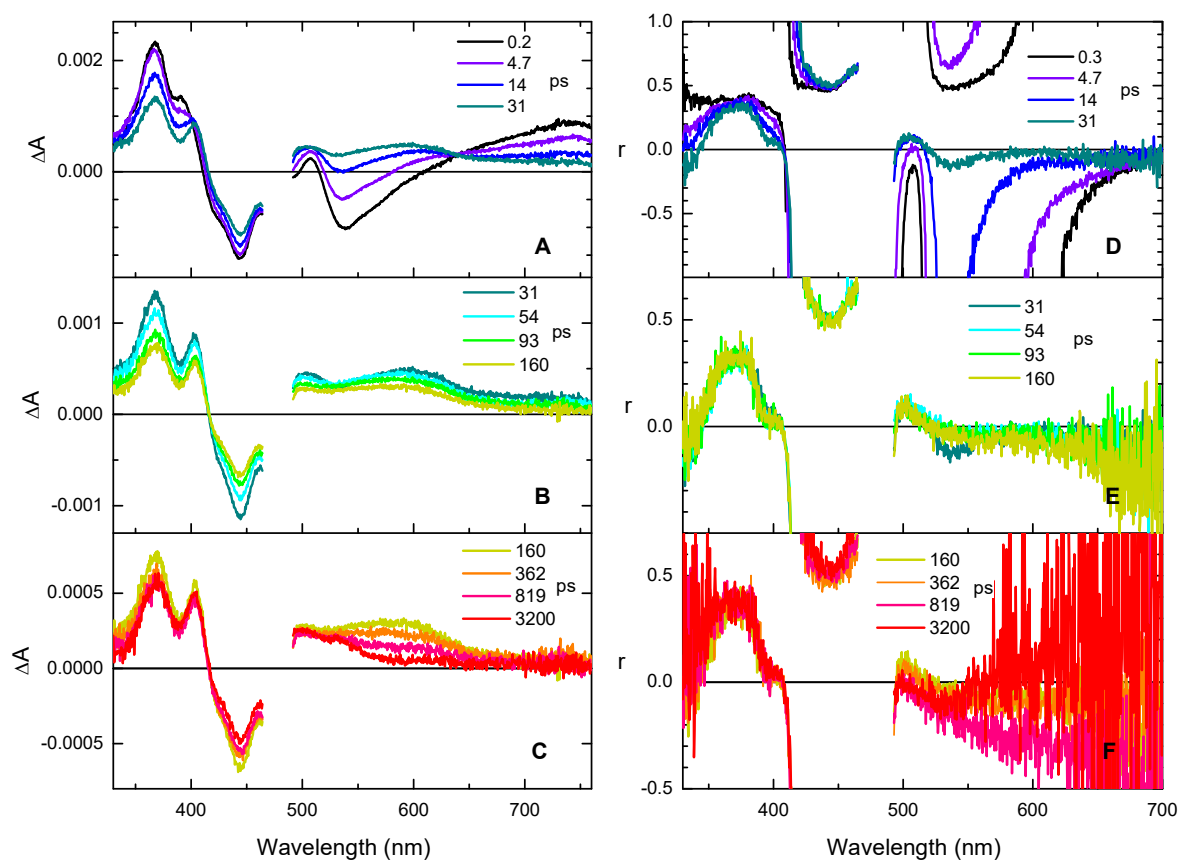 ΔA
0.002
0.000
0.2
4.7
14
31
ps
A
r
1.0
0.5
0.0
-0.5
0.3
4.7
14
31
ps
D
ΔA
0.001
0.000
-0.001
31
54
93
160
ps
B
r
0.5
0.0
31
54
93
160
ps
E
ΔA
0.0005
0.0000
-0.0005
160
362
819
3200
ps
C
400 500 600 700
Wavelength (nm)
r
0.5
0.0
-0.5
160
362
819
3200
ps
F
400 500 600 700
Wavelength (nm)